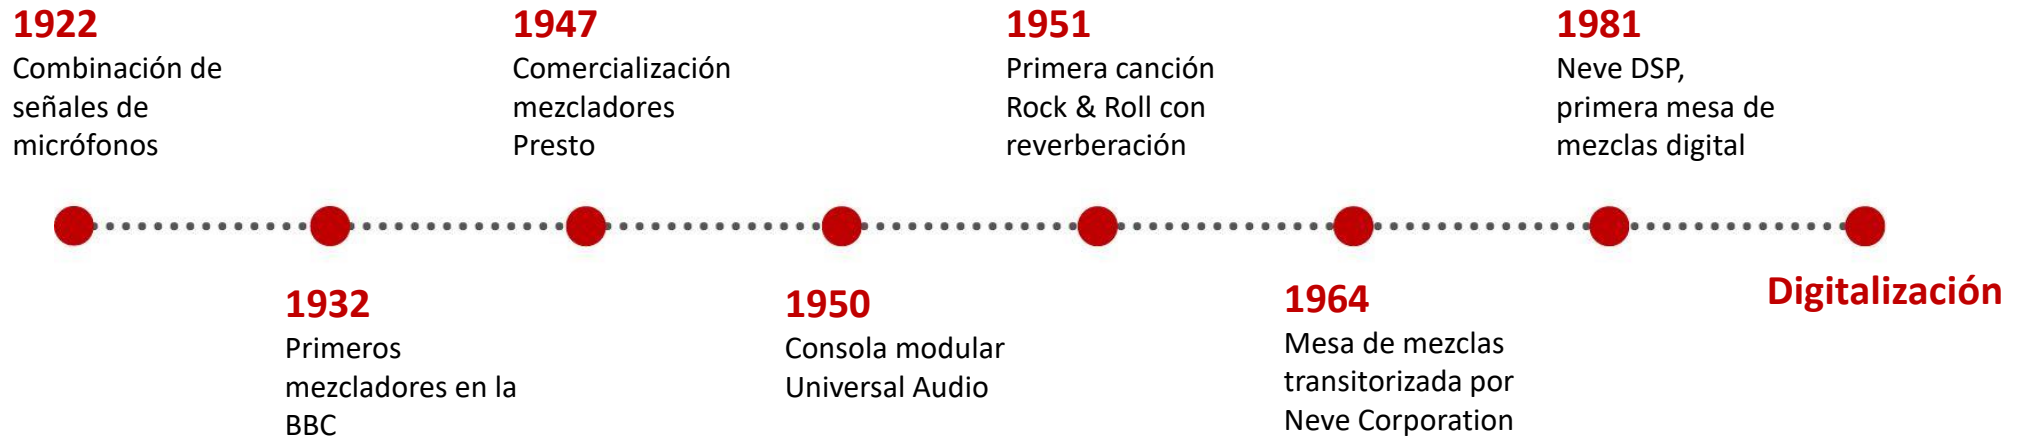 1922
Combinación de
señales de
micrófonos
1947
Comercialización
mezcladores
Presto
1951
Primera canción
Rock & Roll con
reverberación
1981
Neve DSP,
primera mesa de
mezclas digital
1932
Primeros
mezcladores en la
BBC
1950
Consola modular
Universal Audio
1964
Mesa de mezclas
transitorizada por
Neve Corporation
Digitalización